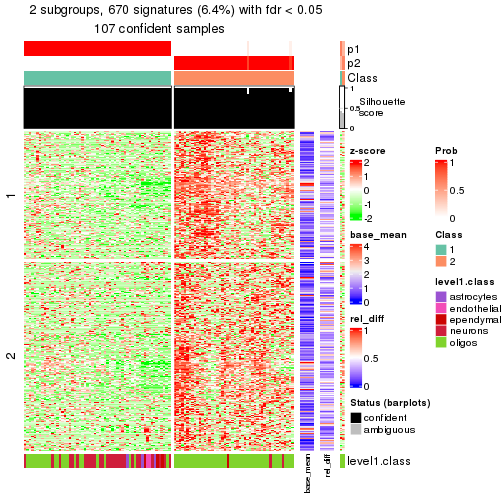 2 subgroups, 670 signatures (6.4%) with fdr < 0.05
107 confident samples
p1
p2
Class
1
0.5
0
Silhouette
score
1
2
z-score
2
1
0
-1
-2
base_mean
4
3
2
1
0
rel_diff
1
0.5
0
Status (barplots)
confident
ambiguous
Prob
1
0.5
0
Class
1
2
level1.class
astrocytes
endothelial
ependymal
neurons
oligos
level1.class
base_mean
rel_diff